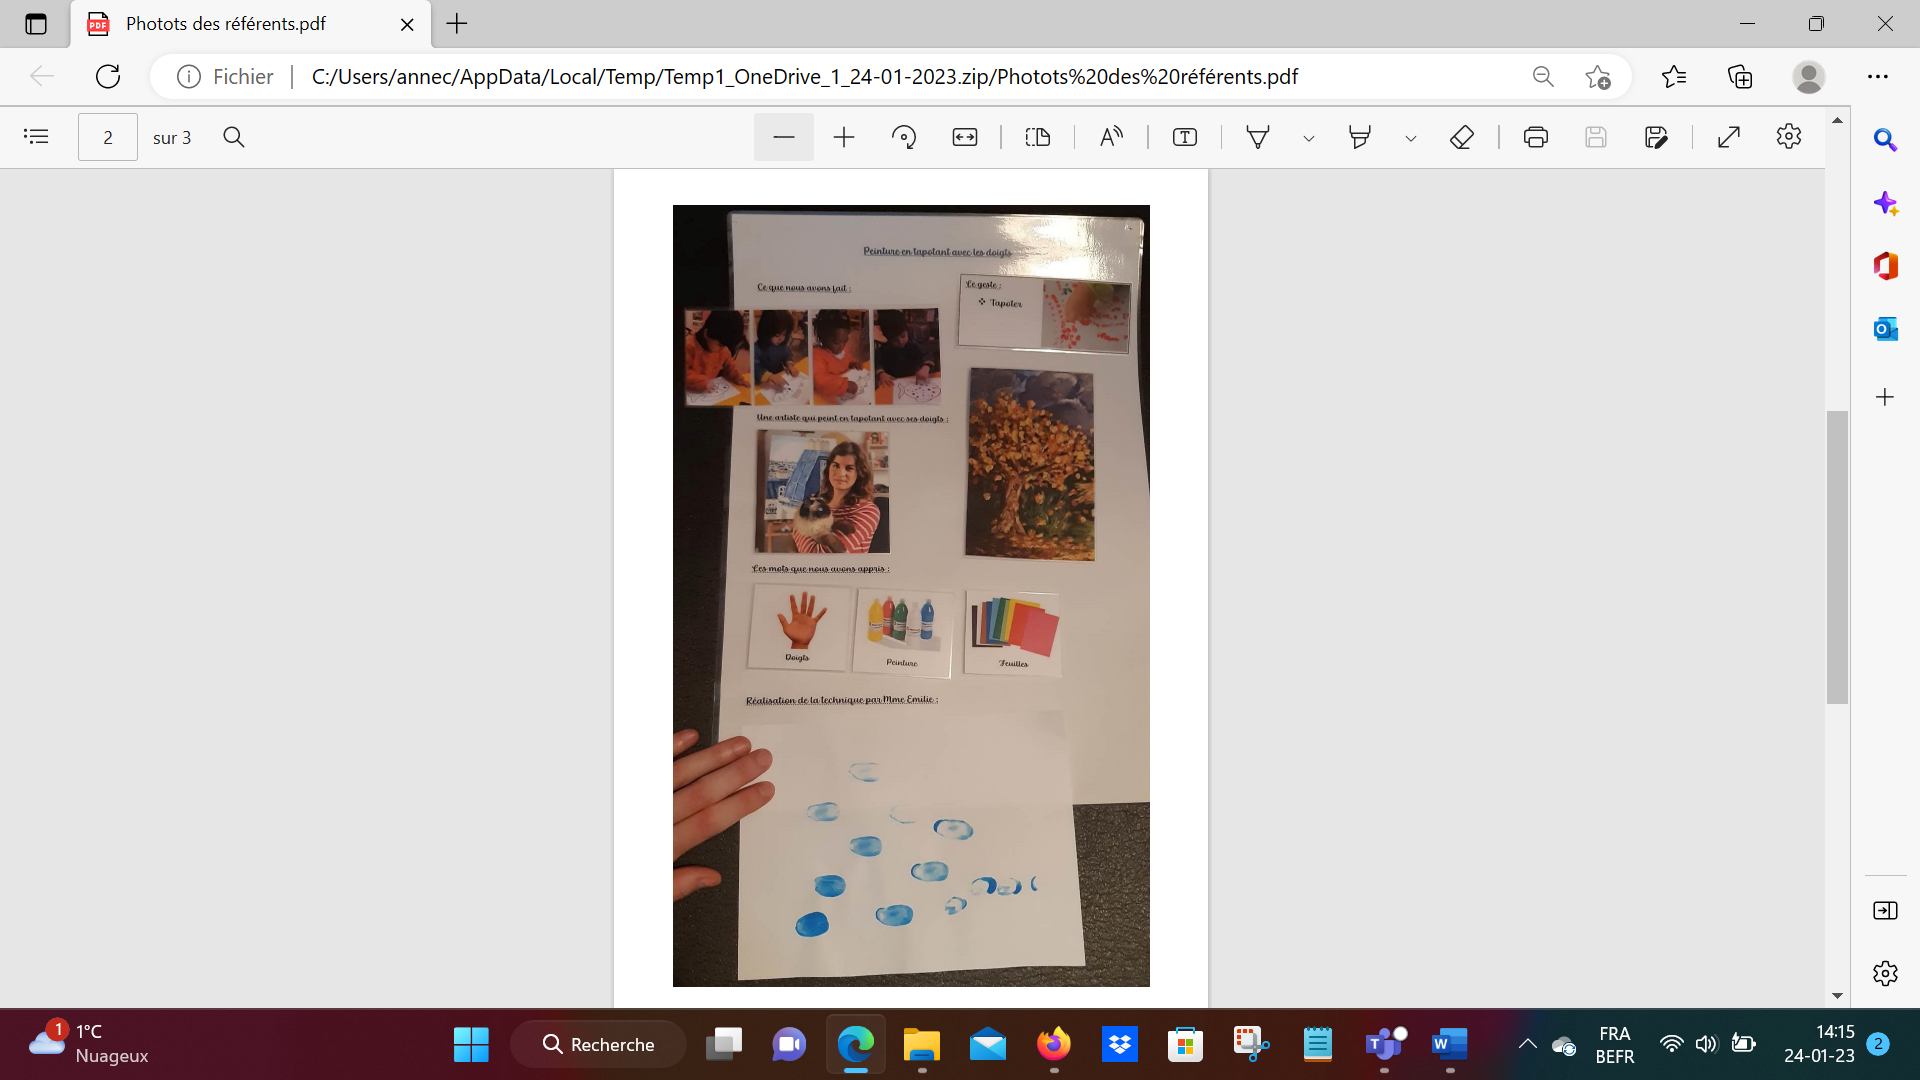 Photots des référents.pdf
Fichier
C:/Users/annec/AppData/Local/Temp/Temp1_OneDrive_1_24-01-2023.zip/Photots%20des%20référents.pdf
2 sur 3
Peinture en tapotant avec les doigts
Ce que nous avons fait :
Le geste :
❖ Tapoter
Une artiste qui peint en tapotant avec ses doigts :
Les mots que nous avons appris :
Doigts
Peinture
Feuilles
Réalisation de la technique par Mme Emilie :
1
1°C
Nuageux
Recherche
FRA
BEFR
14:15
24-01-23
2